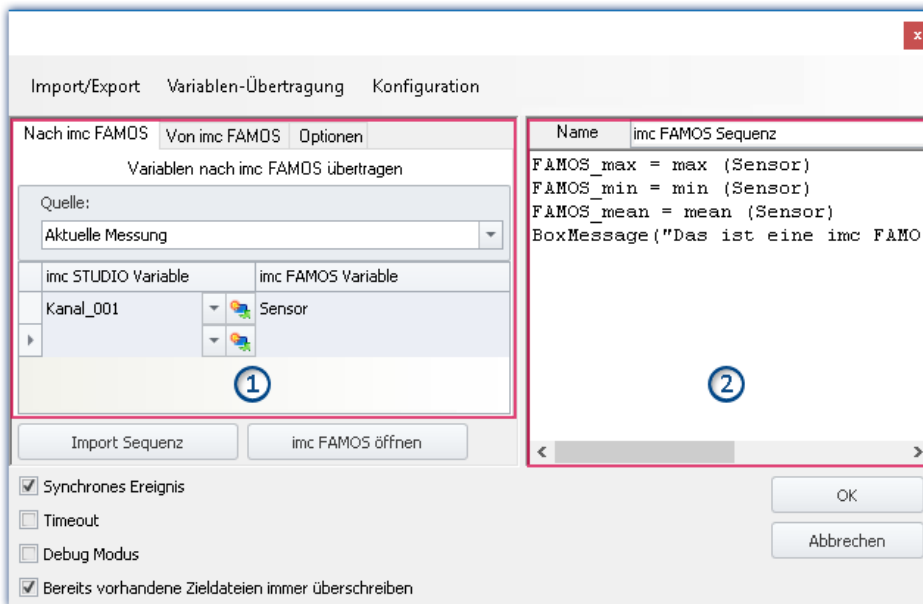 x
Import/Export Variablen-Übertragung Konfiguration
Nach imc FAMOS Von imc FAMOS Optionen
Variablen nach imc FAMOS übertragen
Quelle:
Aktuelle Messung
imc STUDIO Variable imc FAMOS Variable
Kanal_001 Sensor
1
Import Sequenz imc FAMOS öffnen
Name imc FAMOS Sequenz
FAMOS_max = max (Sensor)
FAMOS_min = min (Sensor)
FAMOS_mean = mean (Sensor)
BoxMessage("Das ist eine imc FAMO
2
Synchrones Ereignis
Timeout
Debug Modus
Bereits vorhandene Zieldateien immer überschreiben
OK
Abbrechen